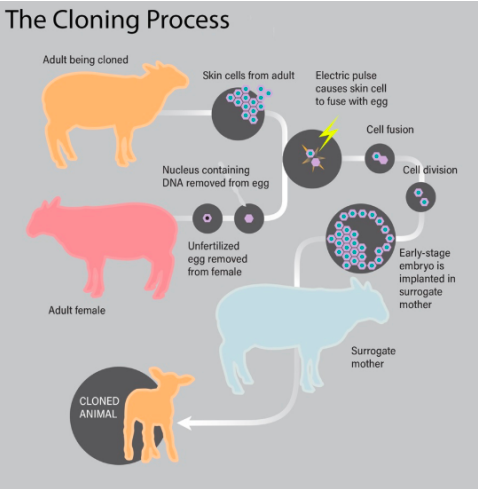 The Cloning Process
Adult being cloned
Skin cells from adult
Electric pulse
causes skin cell
to fuse with egg
Cell fusion
Cell division
Nucleus containing
DNA removed from egg
Unfertilized
egg removed
from female
Early-stage
embryo is
implanted in
surrogate
mother
Adult female
Surrogate
mother
CLONED
ANIMAL